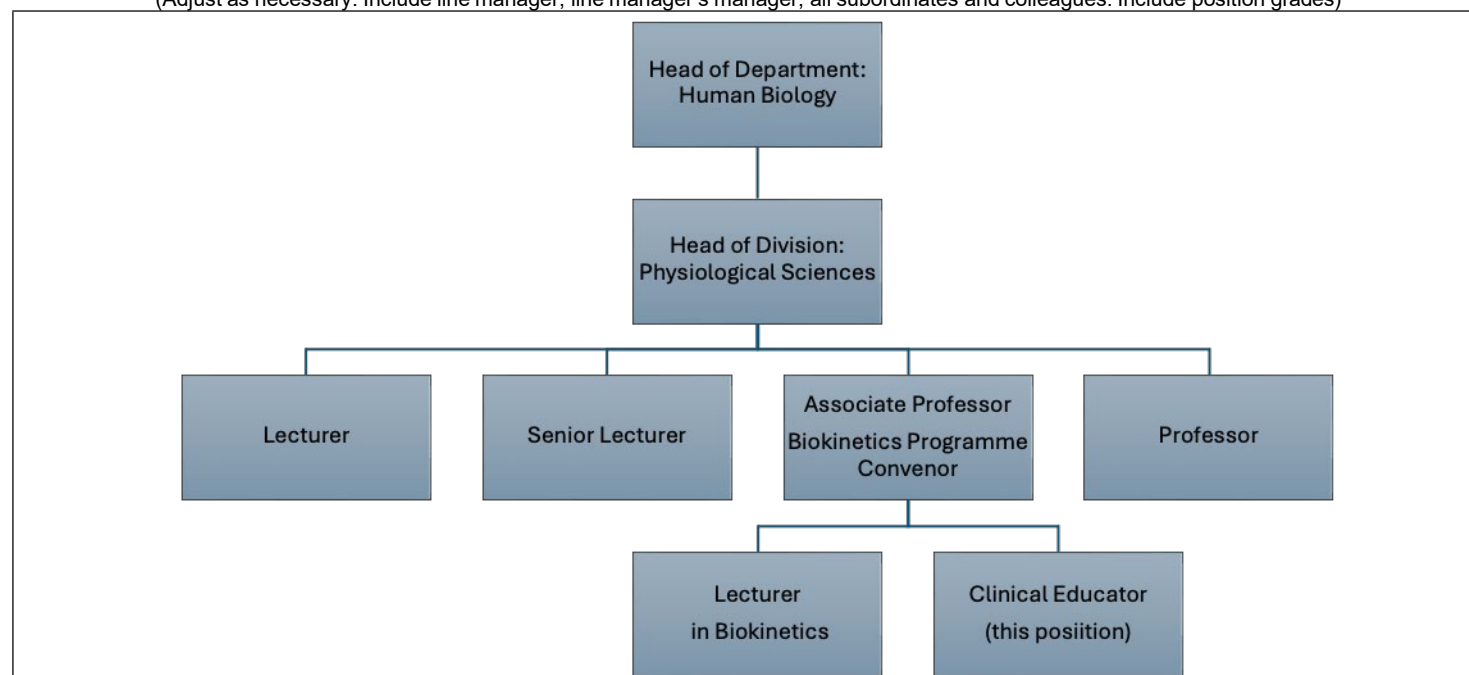 (Adjust as necessary. Include line manager, line manager's manager, all subordinates and colleagues. Include position grades)
Head of Department:
Human Biology
Head of Division:
Physiological Sciences
Lecturer
Senior Lecturer
Associate Professor
Biokinetics Programme
Convenor
Professor
Lecturer
in Biokinetics
Clinical Educator
(this posiition)